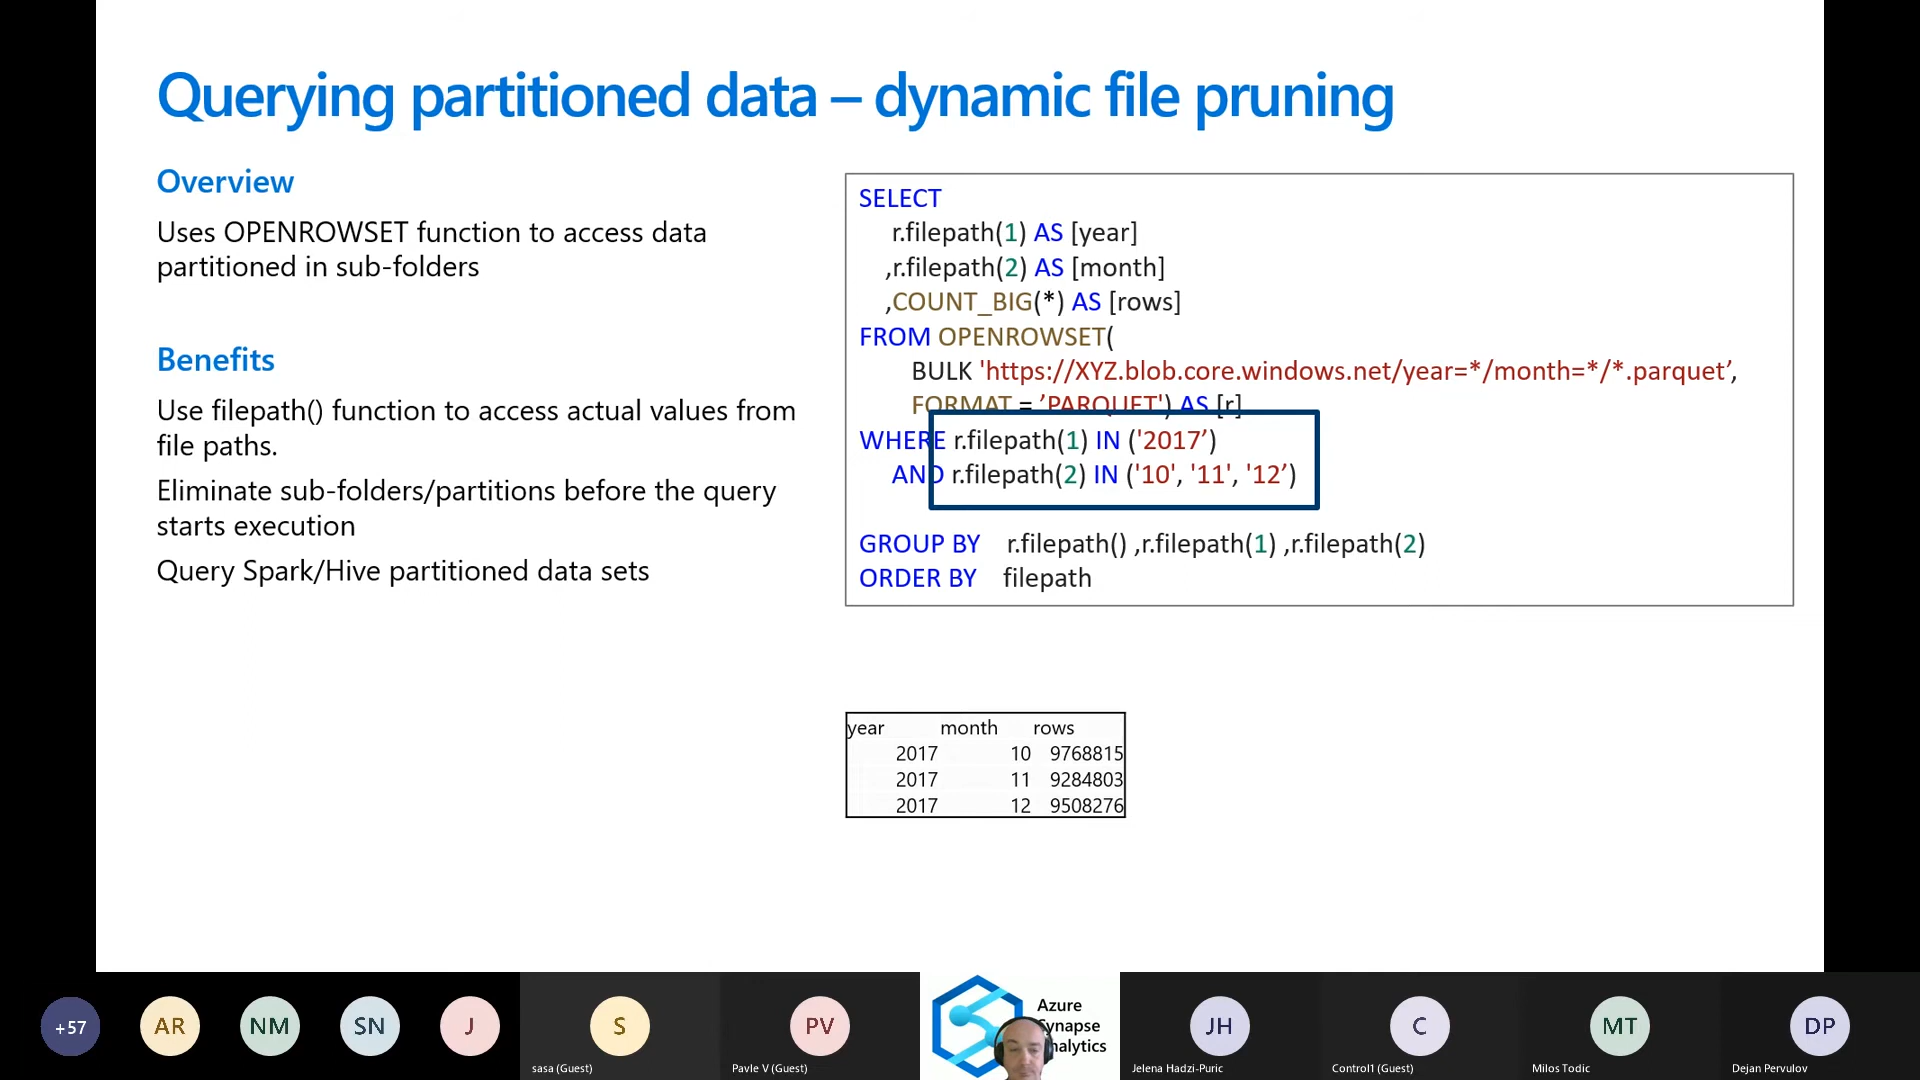 Querying partitioned data – dynamic file pruning
Overview
Uses OPENROWSET function to access data
partitioned in sub-folders
Benefits
Use filepath() function to access actual values from
file paths.
Eliminate sub-folders/partitions before the query
starts execution
Query Spark/Hive partitioned data sets
SELECT
r.filepath(1) AS [year]
,r.filepath(2) AS [month]
,COUNT_BIG(*) AS [rows]
FROM OPENROWSET(
BULK 'https://XYZ.blob.core.windows.net/year=*/month=*/*.parquet’,
FORMAT = ’PARQUET') AS [r]
WHERE r.filepath(1) IN ('2017’)
AND r.filepath(2) IN ('10', '11', '12’)
GROUP BY r.filepath() ,r.filepath(1) ,r.filepath(2)
ORDER BY filepath
year month rows
2017 10 9768815
2017 11 9284803
2017 12 9508276
+57
AR
NM
SN
J
S
sasa (Guest)
PV
Pavle V (Guest)
Azure
Synapse
Analytics
JH
Jelena Hadzi-Puric
C
Control1 (Guest)
MT
Milos Todic
DP
Dejan Pervulov